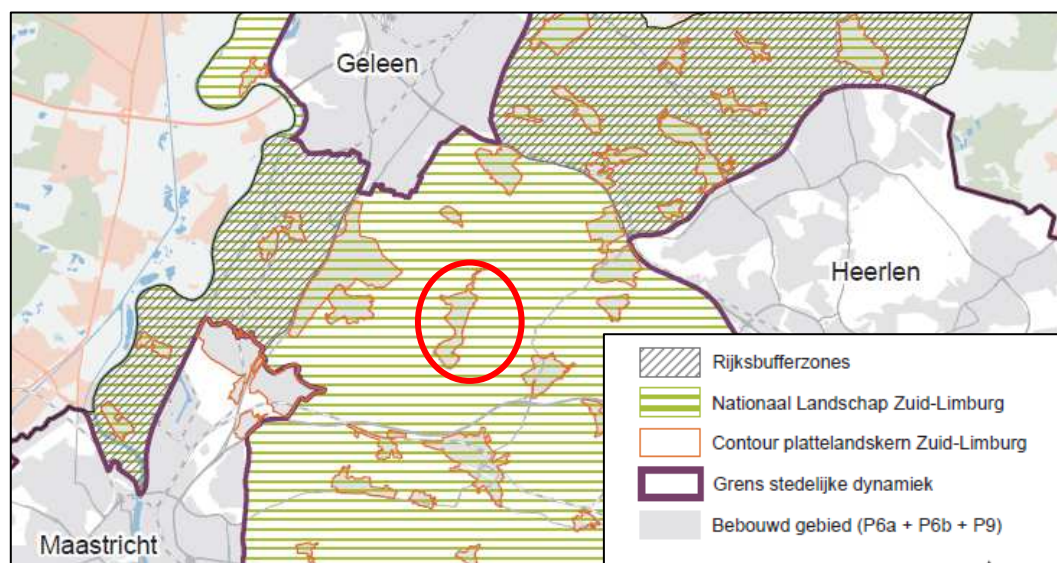 Geleen
Heerlen
Maastricht
Rijksbufferzones
Nationaal Landschap Zuid-Limburg
Contour plattelandskern Zuid-Limburg
Grens stedelijke dynamiek
Bebouwd gebied (P6a + P6b + P9)